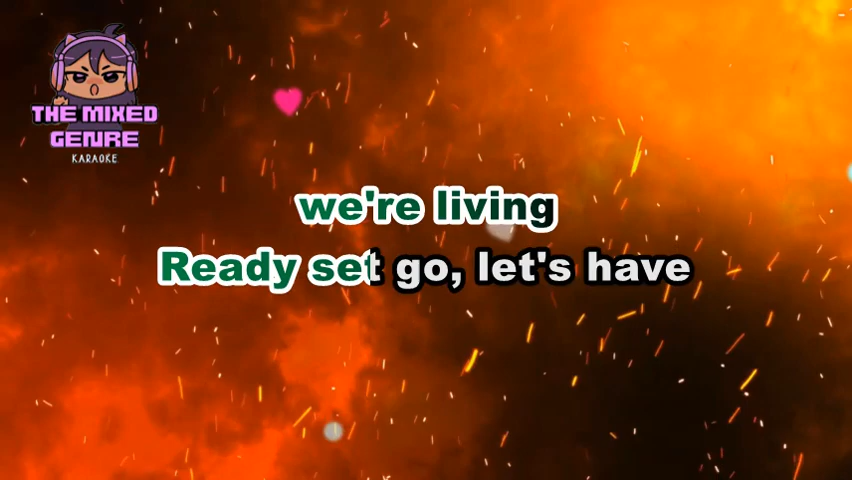 THE MIXED
GENRE
KARAOKE
we're living
Ready set go, let's have